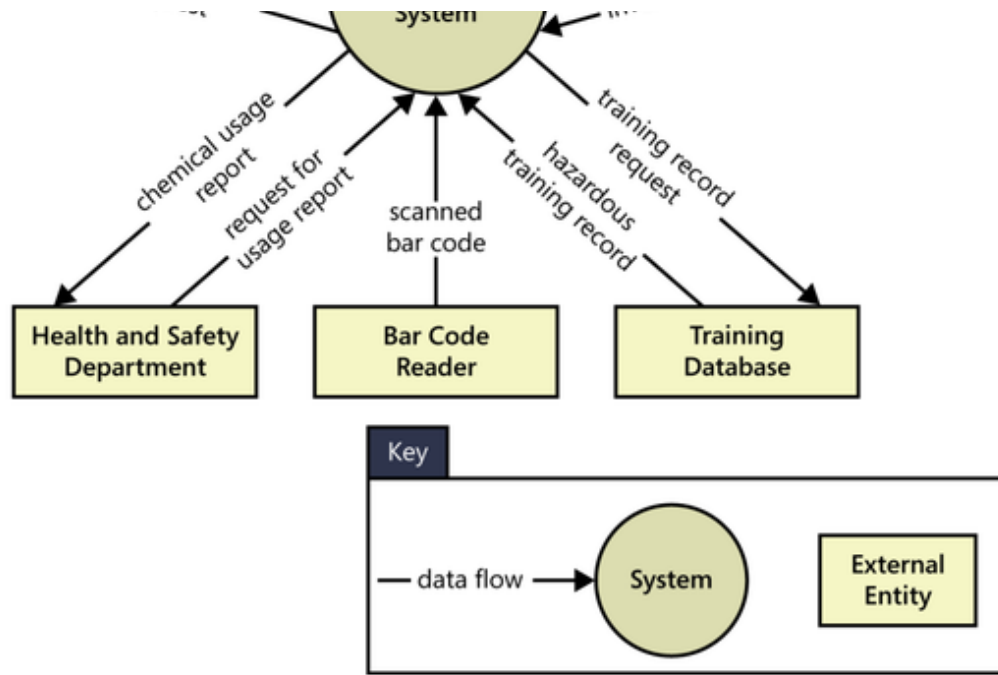 System
chemical usage
report
request for
usage report
scanned
bar code
hazardous
training record
training record
request
Health and Safety
Department
Bar Code
Reader
Training
Database
Key
data flow
System
External
Entity